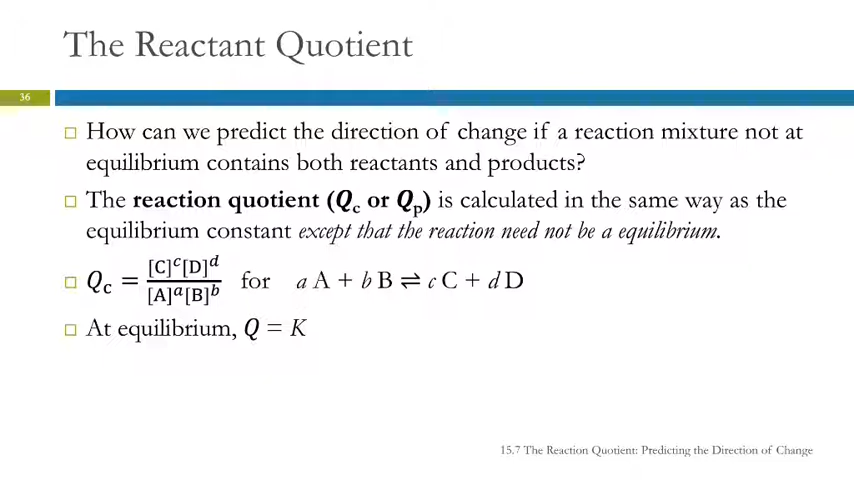 The Reactant Quotient
36
□ How can we predict the direction of change if a reaction mixture not at
equilibrium contains both reactants and products?
□ The reaction quotient (Qc or Qp) is calculated in the same way as the
equilibrium constant except that the reaction need not be a equilibrium.
□ Qc = [C]^c[D]^d / [A]^a[B]^b for a A + b B ⇌ c C + d D
□ At equilibrium, Q = K
15.7 The Reaction Quotient: Predicting the Direction of Change